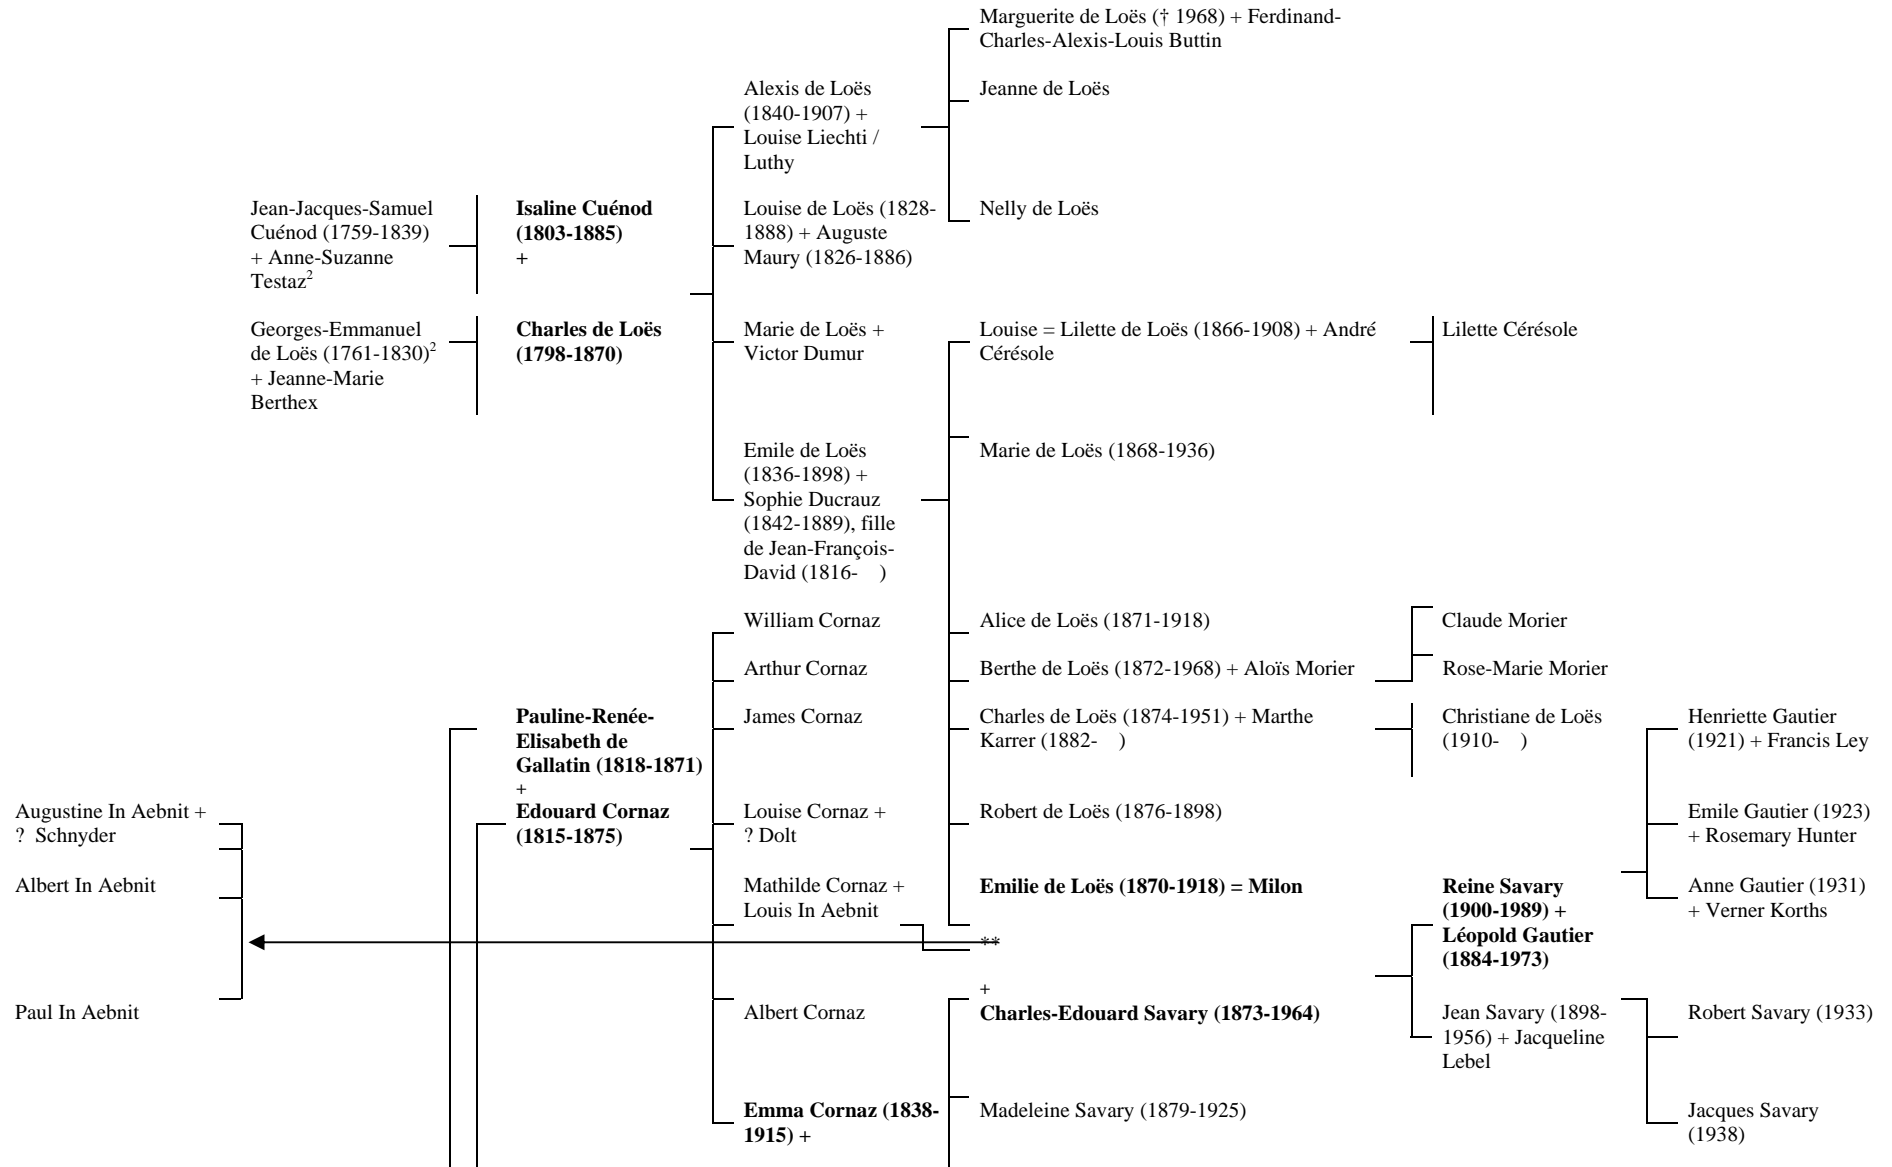 Marguerite de Loës († 1968) + Ferdinand-
Charles-Alexis-Louis Buttin
Alexis de Loës
(1840-1907) +
Louise Liechti /
Luthy
Jeanne de Loës
Jean-Jacques-Samuel
Cuénod (1759-1839)
+ Anne-Suzanne
Testaz²
Isaline Cuénod
(1803-1885)
+
Louise de Loës (1828-
1888) + Auguste
Maury (1826-1886)
Nelly de Loës
Georges-Emmanuel
de Loës (1761-1830)²
+ Jeanne-Marie
Berthex
Charles de Loës
(1798-1870)
Marie de Loës +
Victor Dumur
Louise = Lilette de Loës (1866-1908) + André
Cérésole
Lilette Cérésole
Emile de Loës
(1836-1898) +
Sophie Ducrauz
(1842-1889), fille
de Jean-François-
David (1816-   )
Marie de Loës (1868-1936)
William Cornaz
Alice de Loës (1871-1918)
Claude Morier
Arthur Cornaz
Berthe de Loës (1872-1968) + Aloïs Morier
Rose-Marie Morier
Pauline-Renée-
Elisabeth de
Gallatin (1818-1871)
+
Edouard Cornaz
(1815-1875)
James Cornaz
Charles de Loës (1874-1951) + Marthe
Karrer (1882-   )
Christiane de Loës
(1910-   )
Henriette Gautier
(1921) + Francis Ley
Augustine In Aebnit +
? Schnyder
Louise Cornaz +
? Dolt
Robert de Loës (1876-1898)
Emile Gautier (1923)
+ Rosemary Hunter
Albert In Aebnit
Mathilde Cornaz +
Louis In Aebnit
Emilie de Loës (1870-1918) = Milon
**
+
Charles-Edouard Savary (1873-1964)
Reine Savary
(1900-1989) +
Léopold Gautier
(1884-1973)
Anne Gautier (1931)
+ Verner Korths
Paul In Aebnit
Albert Cornaz
Jean Savary (1898-
1956) + Jacqueline
Lebel
Robert Savary (1933)
Emma Cornaz (1838-
1915) +
Madeleine Savary (1879-1925)
Jacques Savary
(1938)